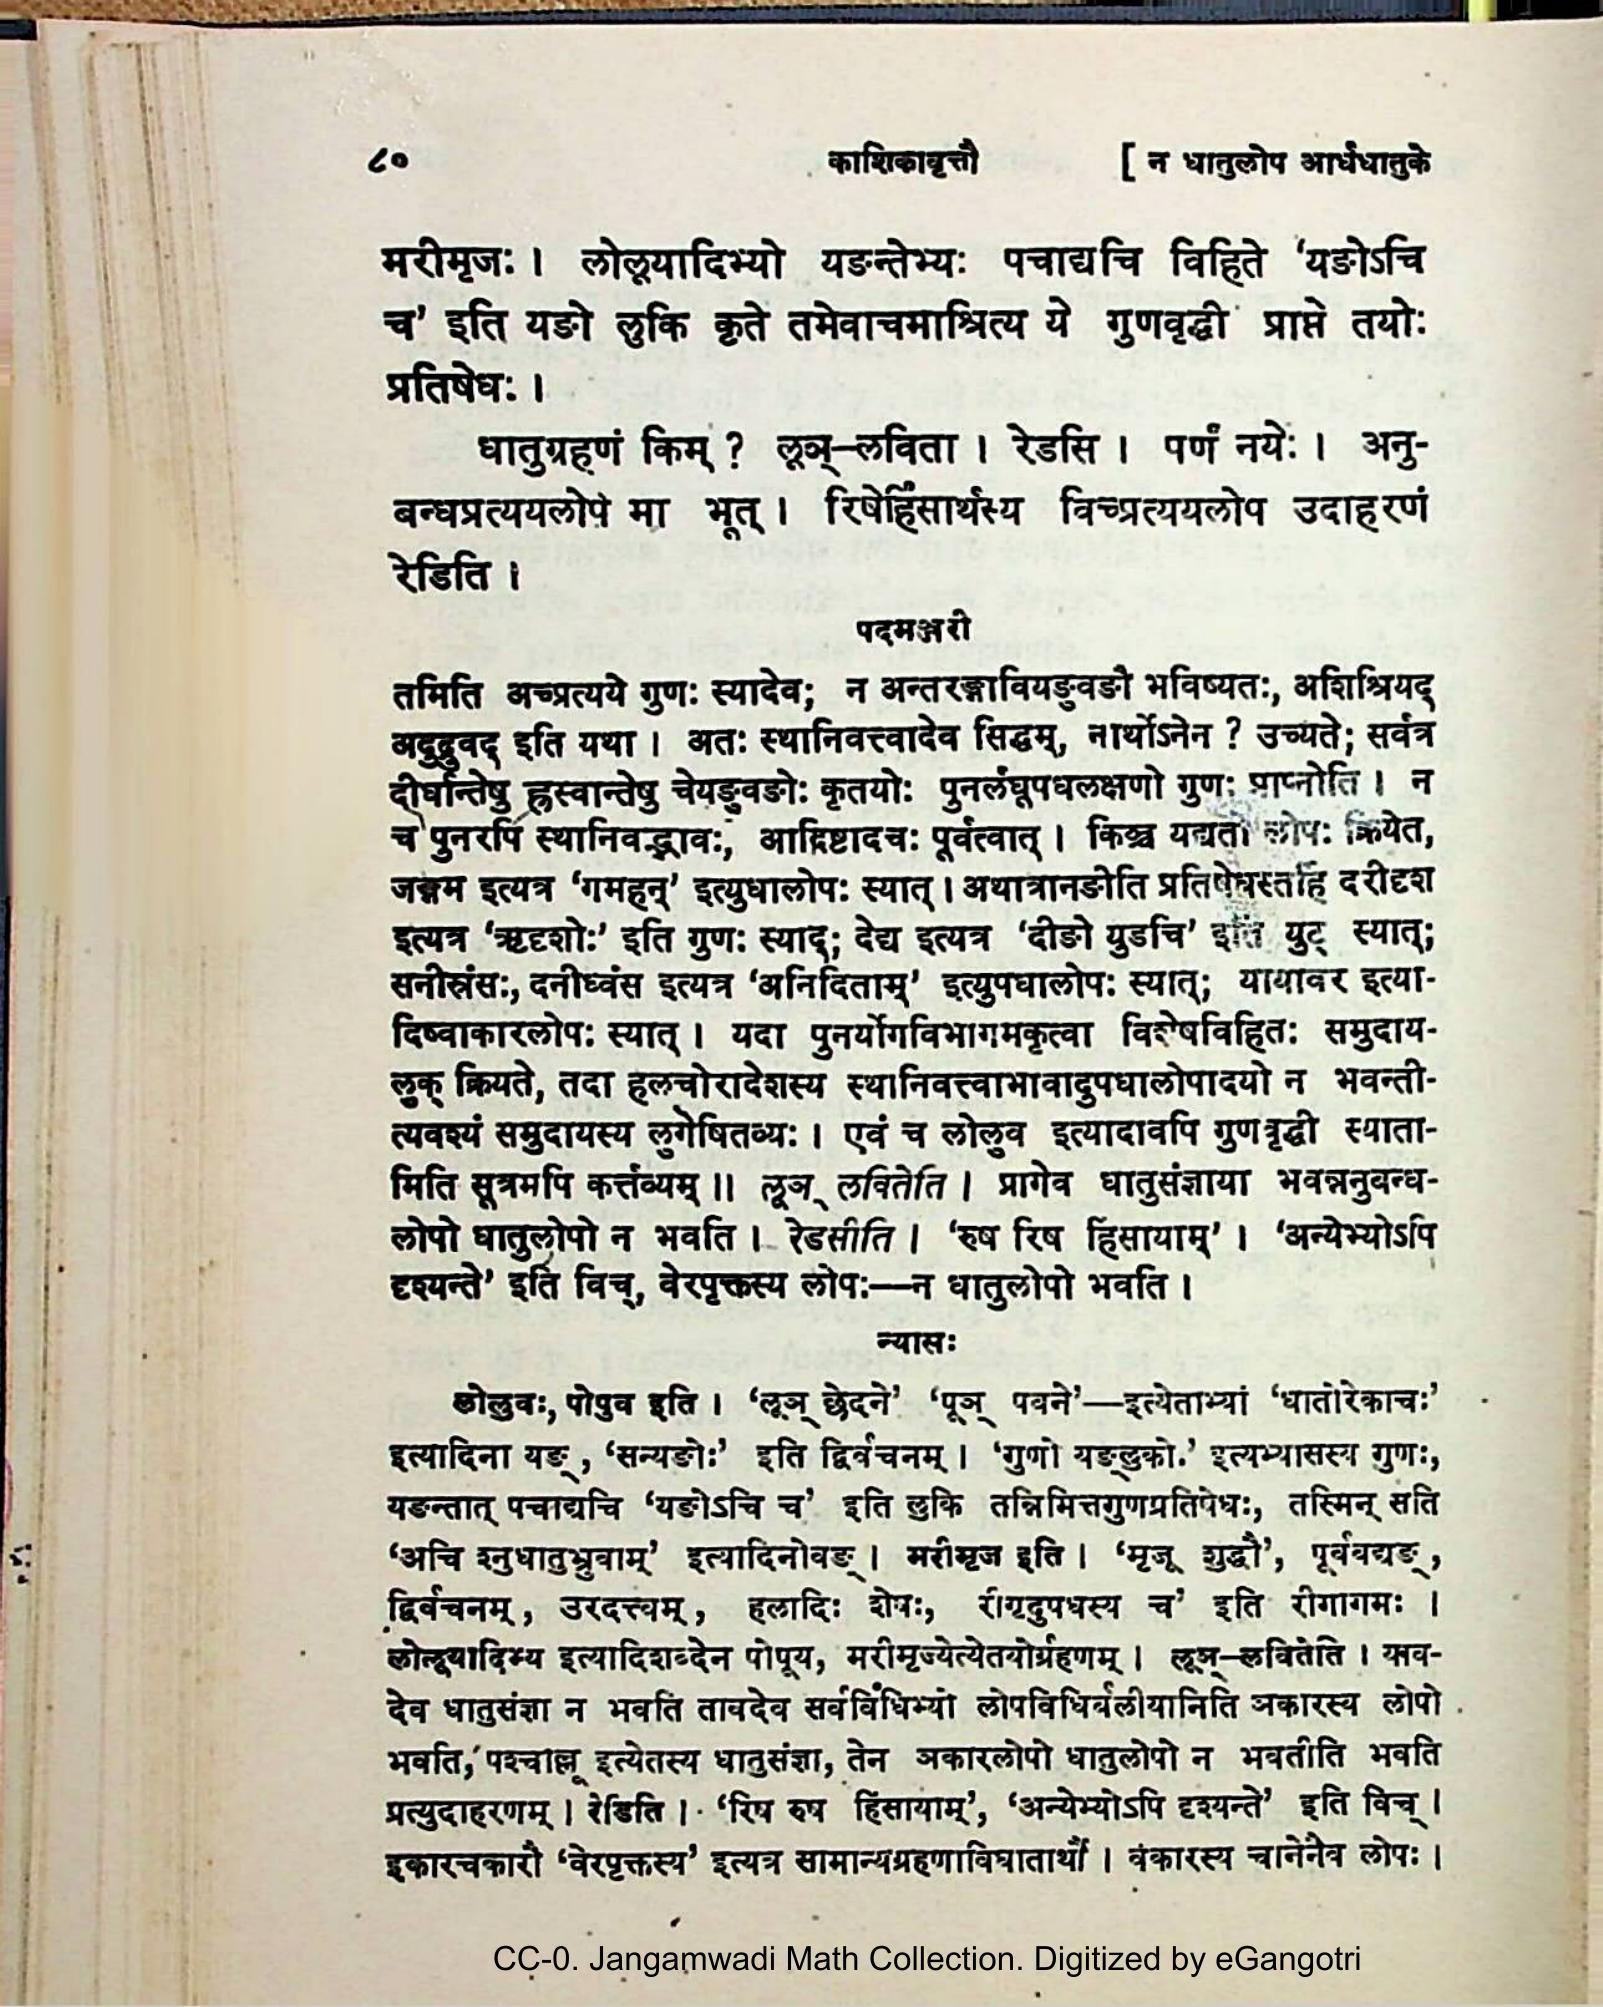 ८० काशिकावृत्तौ [ न धातुलोप आर्धधातुके
मरीमृजः । लोलूयादिभ्यो यङन्तेभ्यः पचाद्यचि विहिते ‘यङोऽचि
च’ इति यङो लुकि कृते तमेवाचमाश्रित्य ये गुणवृद्धी प्राप्ते तयोः
प्रतिषेधः ।
धातुग्रहणं किम् ? लूञ्–लविता । रेडसि । पर्णं नयेः । अनु-
बन्धप्रत्ययलोपे मा भूत् । रिषेर्हिंसार्थस्य विच्प्रत्ययलोप उदाहरणं
रेडिति ।
पदमञ्जरी
तमिति अच्प्रत्यये गुणः स्यादेव; न अन्तरङ्गावियङुवङौ भविष्यतः, अशिश्रियद्
अदुद्रुवद् इति यथा । अतः स्थानिवत्त्वादेव सिद्धम्, नार्थोऽनेन ? उच्यते; सर्वत्र
दीर्घान्तेषु ह्रस्वान्तेषु चेयङुवङोः कृतयोः पुनर्लघूपधलक्षणो गुणः प्राप्नोति । न
च पुनरपि स्थानिवद्भावः, आदिष्टादचः पूर्वत्वात् । किञ्च यद्यतो लोपः क्रियेत,
जङ्गम इत्यत्र ‘गमहन्’ इत्युधालोपः स्यात् । अथात्रानङीति प्रतिषेधस्तर्हि दरीदृश
इत्यत्र ‘ऋदृशोः’ इति गुणः स्याद्; देद्य इत्यत्र ‘दीङो युडचि’ इति युट् स्यात्;
सनीस्रंसः, दनीध्वंस इत्यत्र ‘अनिदिताम्’ इत्युपधालोपः स्यात्; यायावर इत्या-
दिष्वाकारलोपः स्यात् । यदा पुनर्योगविभागमकृत्वा विशेषविहितः समुदाय-
लुक् क्रियते, तदा हलचोरादेशस्य स्थानिवत्त्वाभावादुपधालोपादयो न भवन्ती-
त्यवश्यं समुदायस्य लुगेषितव्यः । एवं च लोलुव इत्यादावपि गुणवृद्धी स्याता-
मिति सूत्रमपि कर्त्तव्यम् ॥ लूञ् लवितेति । प्रागेव धातुसंज्ञाया भवन्ननुबन्ध-
लोपो धातुलोपो न भवति । रेडसीति । ‘रुष रिष हिंसायाम्’ । ‘अन्येभ्योऽपि
दृश्यन्ते’ इति विच्, वेरपृक्तस्य लोपः—न धातुलोपो भवति ।
न्यासः
लोलुवः, पोपुव इति । ‘लूञ् छेदने’ ‘पूञ् पवने’—इत्येताभ्यां ‘धातोरेकाचः’
इत्यादिना यङ्, ‘सन्यङोः’ इति द्विर्वचनम् । ‘गुणो यङ्लुको.’ इत्यभ्यासस्य गुणः,
यङन्तात् पचाद्यचि ‘यङोऽचि च’ इति लुकि तन्निमित्तगुणप्रतिषेधः, तस्मिन् सति
‘अचि श्नुधातुभ्रुवाम्’ इत्यादिनोवङ् । मरीमृज इति । ‘मृजू शुद्धौ’, पूर्ववद्यङ्,
द्विर्वचनम्, उरदत्त्वम्, हलादिः शेषः, रीगृदुपधस्य च’ इति रीगागमः ।
लोलूयादिभ्य इत्यादिशब्देन पोपूय, मरीमृज्येत्येतयोर्ग्रहणम् । लूञ्–लवितेति । याव-
देव धातुसंज्ञा न भवति तावदेव सर्वविधिभ्यो लोपविधिर्बलीयानिति ञकारस्य लोपो
भवति, पश्चाल्लू इत्येतस्य धातुसंज्ञा, तेन ञकारलोपो धातुलोपो न भवतीति भवति
प्रत्युदाहरणम् । रेडिति । ‘रिष रुष हिंसायाम्’, ‘अन्येभ्योऽपि दृश्यन्ते’ इति विच् ।
इकारचकारौ ‘वेरपृक्तस्य’ इत्यत्र सामान्यग्रहणाविघातार्थौ । वकारस्य चानेनैव लोपः ।
CC-0. Jangamwadi Math Collection. Digitized by eGangotri